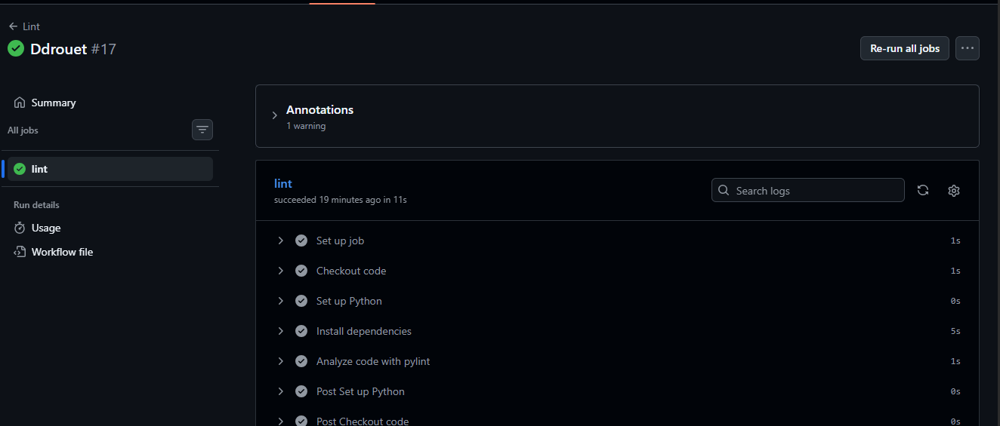 Lint
Ddrouet #17
Re-run all jobs
Summary
All jobs
lint
Run details
Usage
Workflow file
Annotations
1 warning
lint
succeeded 19 minutes ago in 11s
Search logs
Set up job 1s
Checkout code 1s
Set up Python 0s
Install dependencies 5s
Analyze code with pylint 1s
Post Set up Python 0s
Post Checkout code 0s